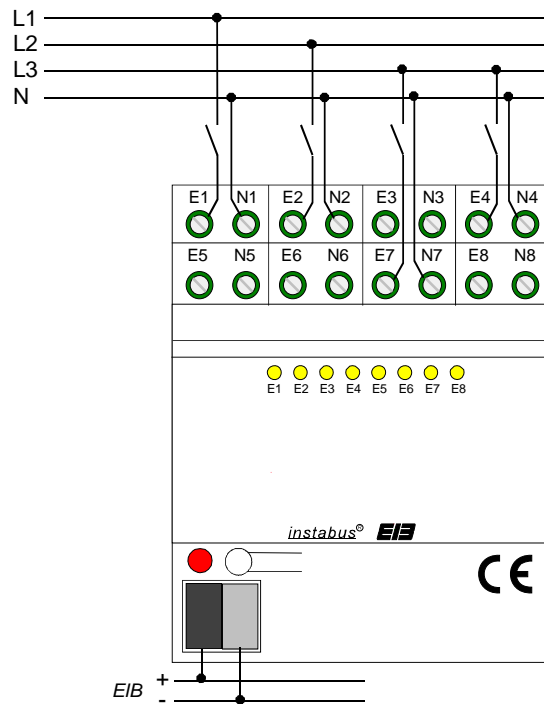 L1
L2
L3
N
E1 N1 E2 N2 E3 N3 E4 N4
E5 N5 E6 N6 E7 N7 E8 N8
E1 E2 E3 E4 E5 E6 E7 E8
instabus® EIB
CE
EIB + -